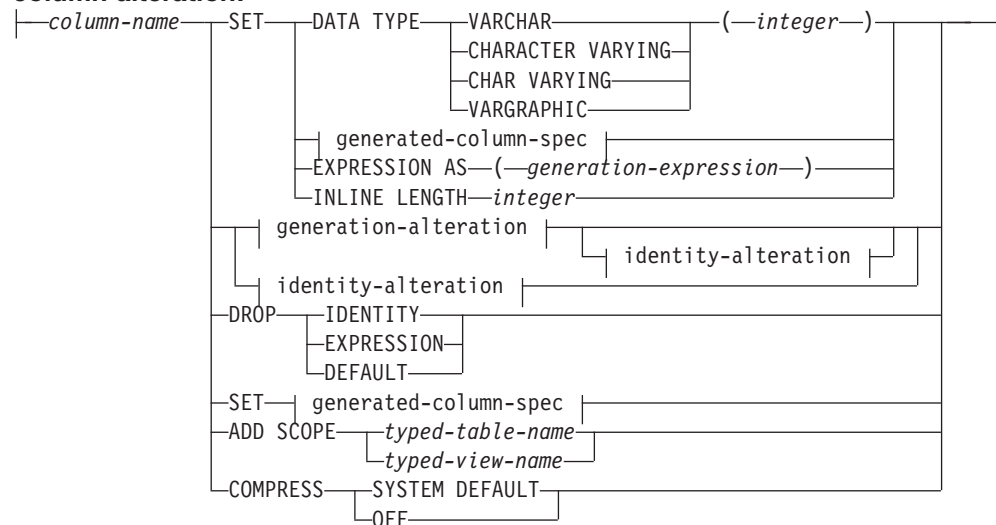 column-name SET DATA TYPE VARCHAR ( integer )
CHARACTER VARYING
CHAR VARYING
VARGRAPHIC
generated-column-spec
EXPRESSION AS ( generation-expression )
INLINE LENGTH integer
generation-alteration
identity-alteration
identity-alteration
DROP IDENTITY
EXPRESSION
DEFAULT
SET generated-column-spec
ADD SCOPE typed-table-name
typed-view-name
COMPRESS SYSTEM DEFAULT
OFF